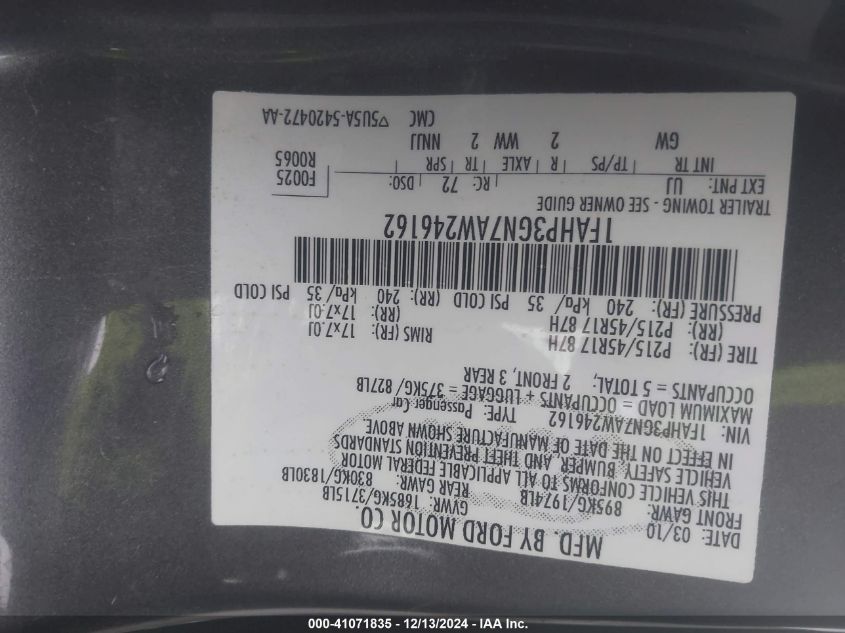 MFD. BY FORD MOTOR CO.
DATE: 03/10
GVWR: 1685KG/3715LB
FRONT GAWR:
REAR GAWR:
895KG/1974LB
830KG/1830LB
THIS VEHICLE CONFORMS TO ALL APPLICABLE FEDERAL MOTOR
VEHICLE SAFETY, BUMPER, AND THEFT PREVENTION STANDARDS
IN EFFECT ON THE DATE OF MANUFACTURE SHOWN ABOVE
VIN: 1FAHP3GN7AW246162 TYPE: Passenger Car
MAXIMUM LOAD = OCCUPANTS + LUGGAGE = 375KG/ 827LB
OCCUPANTS = 5 TOTAL; 2 FRONT, 3 REAR
TIRE (FR): P215/45R17 87H RIMS (FR): 17x7.0J
(RR): P215/45R17 87H (RR): 17x7.0J
PRESSURE (FR): 240 kPa/ 35 PSI COLD (RR): 240 kPa/ 35 PSI COLD
1FAHP3GN7AW246162
TRAILER TOWING - SEE OWNER GUIDE
EXT PNT: UJ RC: 72 DSO: F0025
INT TR TP/PS R AXLE TR SPR R0065
GW 2 WW 2 NNJJ
CMC ▽5U5A-5420472-AA
000-41071835 - 12/13/2024 - IAA Inc.